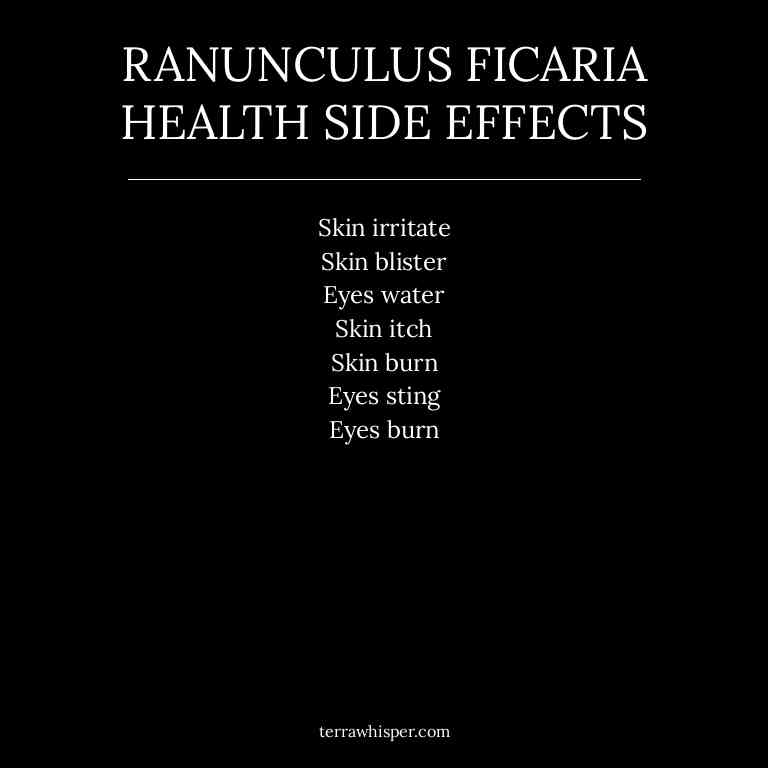 RANUNCULUS FICARIA
HEALTH SIDE EFFECTS
Skin irritate
Skin blister
Eyes water
Skin itch
Skin burn
Eyes sting
Eyes burn
terrawhisper.com